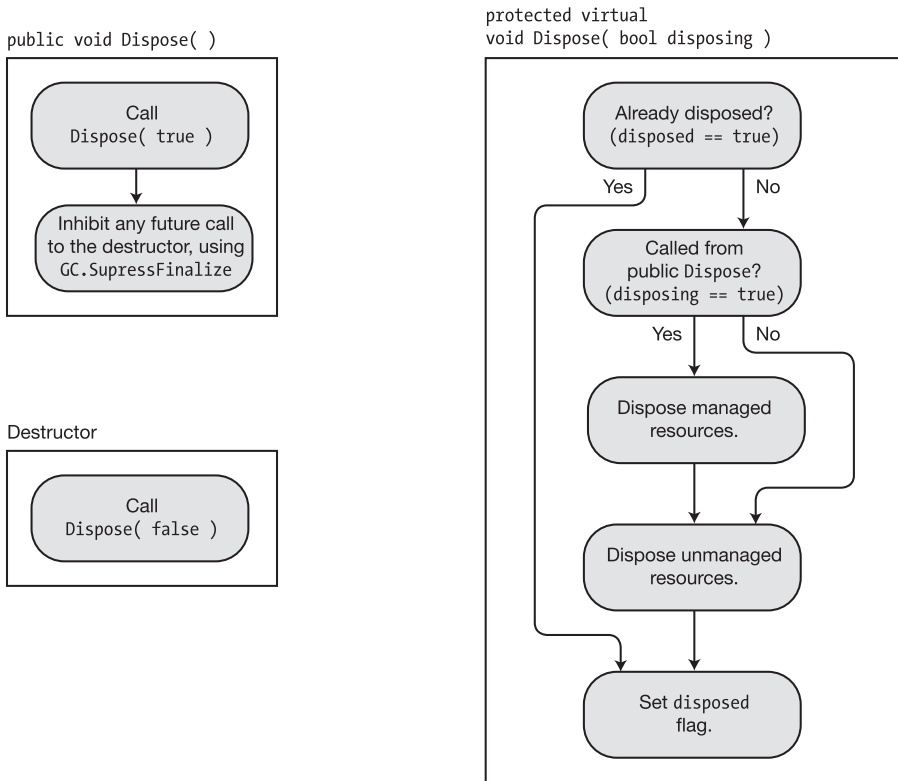 public void Dispose( )
Call
Dispose( true )
Inhibit any future call
to the destructor, using
GC.SupressFinalize
Destructor
Call
Dispose( false )
protected virtual
void Dispose( bool disposing )
Already disposed?
(disposed == true)
Yes
No
Called from
public Dispose?
(disposing == true)
Yes
No
Dispose managed
resources.
Dispose unmanaged
resources.
Set disposed
flag.